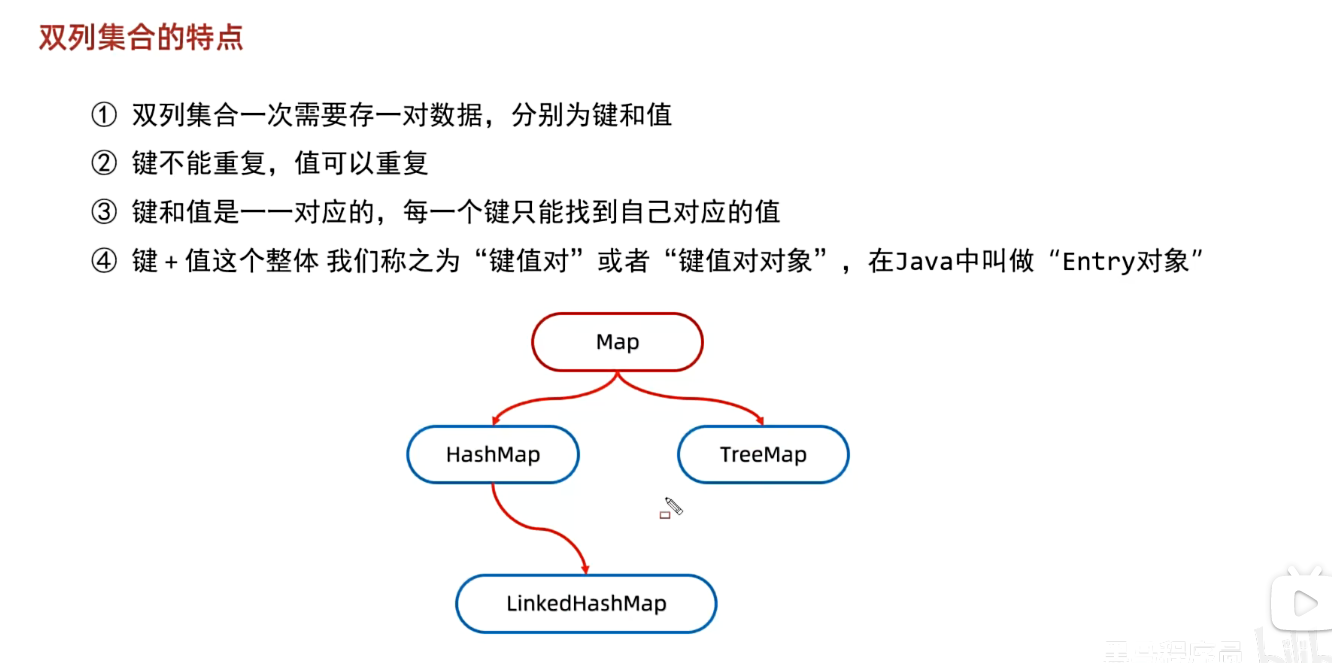 双列集合的特点
① 双列集合一次需要存一对数据，分别为键和值
② 键不能重复，值可以重复
③ 键和值是一一对应的，每一个键只能找到自己对应的值
④ 键 + 值这个整体 我们称之为“键值对”或者“键值对对象”，在Java中叫做“Entry对象”
Map
HashMap
TreeMap
LinkedHashMap